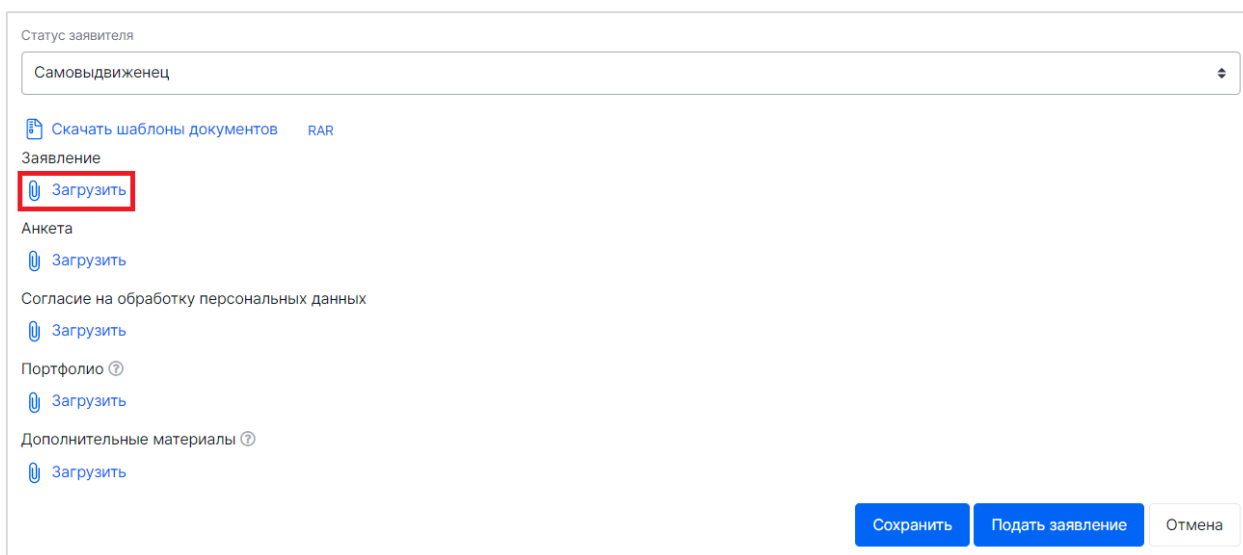 Статус заявителя
Самовыдвиженец
Скачать шаблоны документов RAR
Заявление
Загрузить
Анкета
Загрузить
Согласие на обработку персональных данных
Загрузить
Портфолио ?
Загрузить
Дополнительные материалы ?
Загрузить
Сохранить Подать заявление Отмена